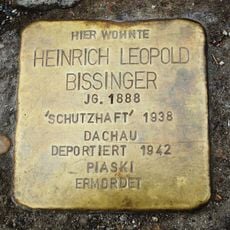 HIER WOHNTE
HEINRICH LEOPOLD
BISSINGER
JG. 1888
'SCHUTZHAFT' 1938
DACHAU
DEPORTIERT 1942
PIASKI
ERMORDET